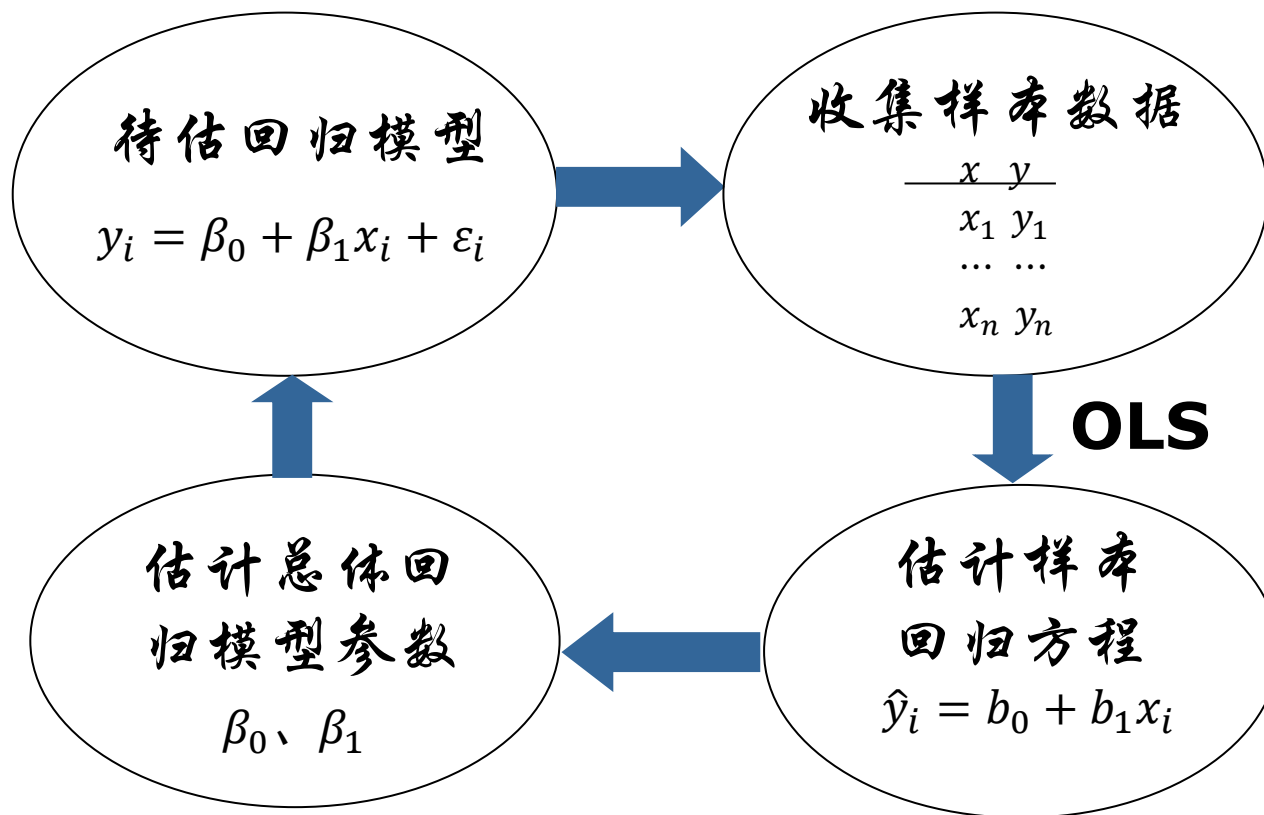 待估回归模型
yᵢ = β₀ + β₁xᵢ + εᵢ
收集样本数据
x y
x₁ y₁
... ...
xₙ yₙ
OLS
估计样本
回归方程
ŷᵢ = b₀ + b₁xᵢ
估计总体回
归模型参数
β₀、β₁